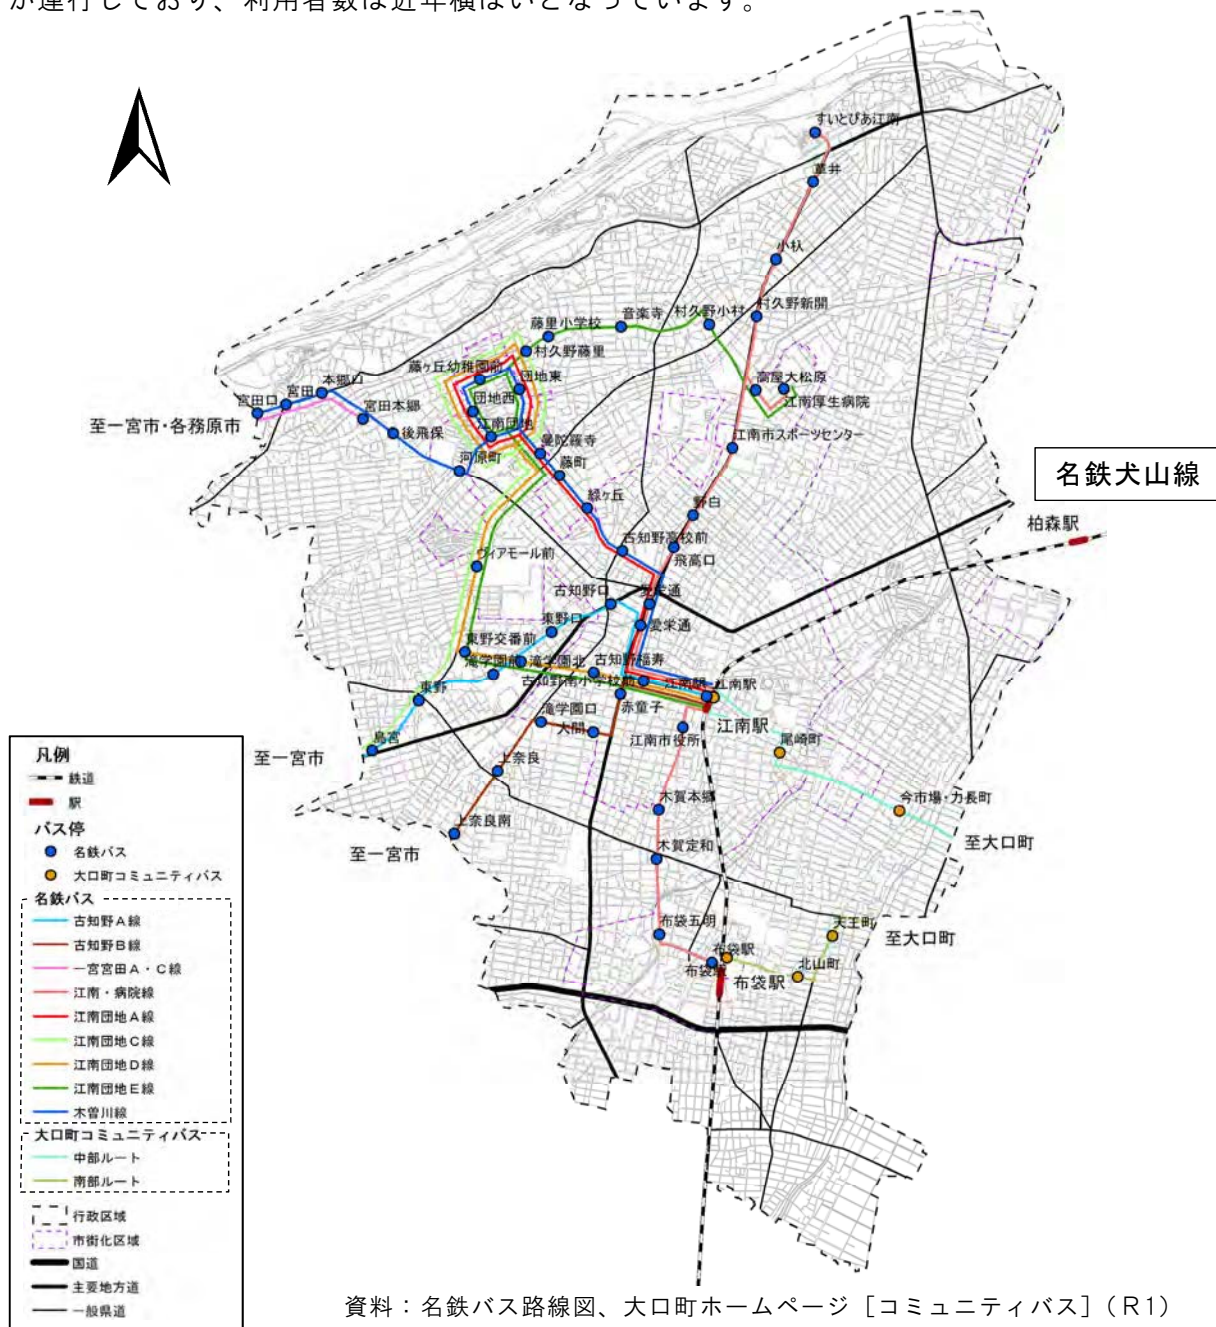 が運行しており、利用者数は近年横ばいとなっています。
すいとぴあ江南
草井
小杁
村久野新開
村久野小村
音楽寺
藤里小学校
村久野藤里
藤ヶ丘幼稚園前
団地東
団地西
江南団地
高屋大松原
江南厚生病院
本郷口
宮田
宮田口
宮田本郷
後飛保
河原町
至一宮市・各務原市
曼陀羅寺
藤町
緑ヶ丘
江南市スポーツセンター
名鉄犬山線
柏森駅
野白
古知野高校前
飛高口
ヴィアモール前
古知野口
愛栄通
愛栄通
東野口
東野交番前
滝学園前
滝学園北
古知野福寿
古知野南小学校前
江南駅
江南駅
江南駅
東野
島宮
赤童子
滝学園口
大間
江南市役所
尾崎町
至一宮市
上奈良
上奈良南
至一宮市
木賀本郷
今市場・力長町
至大口町
木賀定和
布袋五明
天王町
至大口町
布袋駅
布袋駅
布袋駅
北山町
凡例
鉄道
駅
バス停
名鉄バス
大口町コミュニティバス
名鉄バス
古知野A線
古知野B線
一宮宮田A・C線
江南・病院線
江南団地A線
江南団地C線
江南団地D線
江南団地E線
木曽川線
大口町コミュニティバス
中部ルート
南部ルート
行政区域
市街化区域
国道
主要地方道
一般県道
資料：名鉄バス路線図、大口町ホームページ［コミュニティバス］（R1）